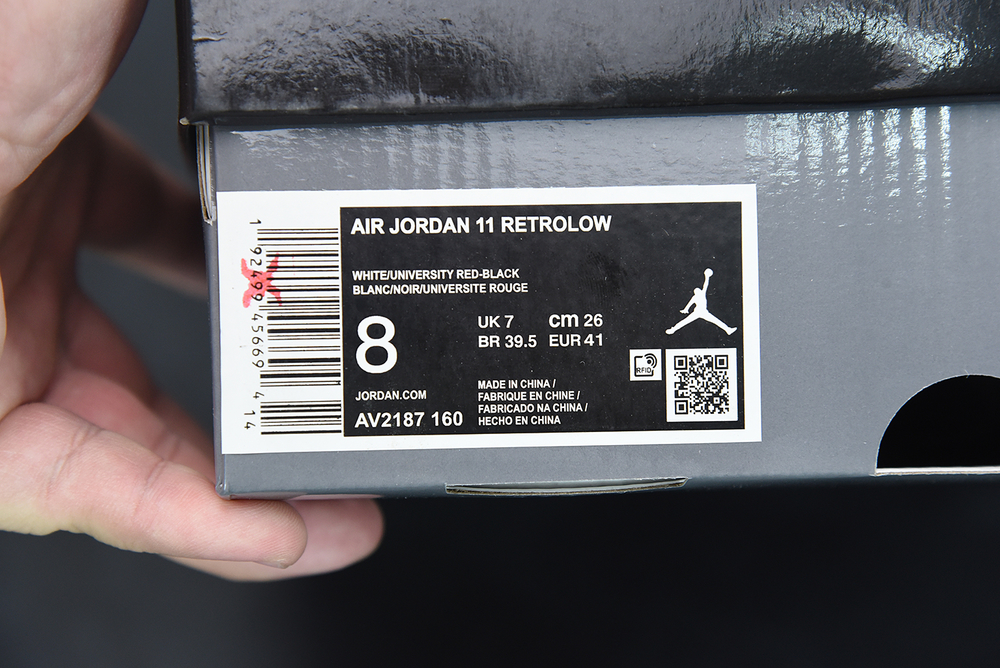 AIR JORDAN 11 RETROLOW
WHITE/UNIVERSITY RED-BLACK
BLANC/NOIR/UNIVERSITE ROUGE
8
UK 7 cm 26
BR 39.5 EUR 41
JORDAN.COM
AV2187 160
MADE IN CHINA /
FABRIQUE EN CHINE /
FABRICADO NA CHINA /
HECHO EN CHINA
RFID
1 92499 45669 4 14